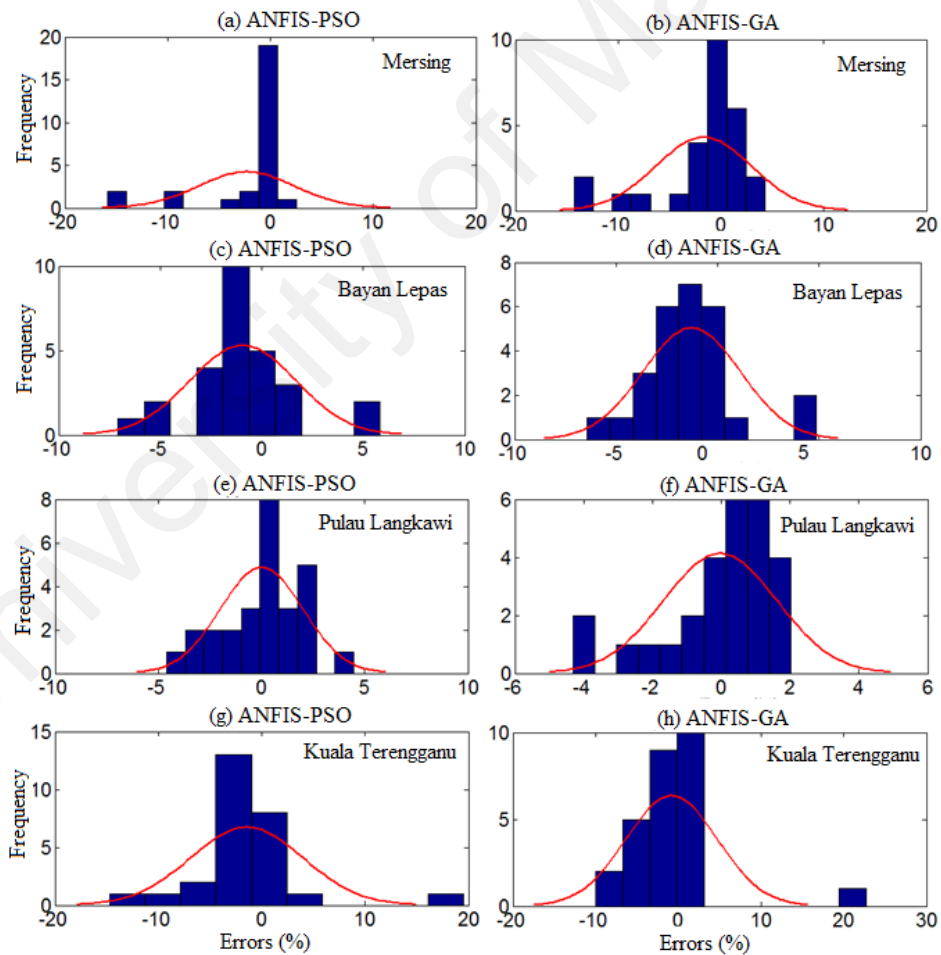 (a) ANFIS-PSO
(b) ANFIS-GA
20
15
10
5
0
Frequency
Mersing
-20 -10 0 10 20
10
5
0
Mersing
-20 -10 0 10 20
(c) ANFIS-PSO
(d) ANFIS-GA
10
5
0
Frequency
Bayan Lepas
-10 -5 0 5 10
8
6
4
2
0
Bayan Lepas
-10 -5 0 5 10
(e) ANFIS-PSO
(f) ANFIS-GA
8
6
4
2
0
Frequency
Pulau Langkawi
-10 -5 0 5 10
6
4
2
0
Pulau Langkawi
-6 -4 -2 0 2 4 6
(g) ANFIS-PSO
(h) ANFIS-GA
15
10
5
0
Frequency
Kuala Terengganu
-20 -10 0 10 20
Errors (%)
10
5
0
Kuala Terengganu
-20 -10 0 10 20 30
Errors (%)
University of Ma